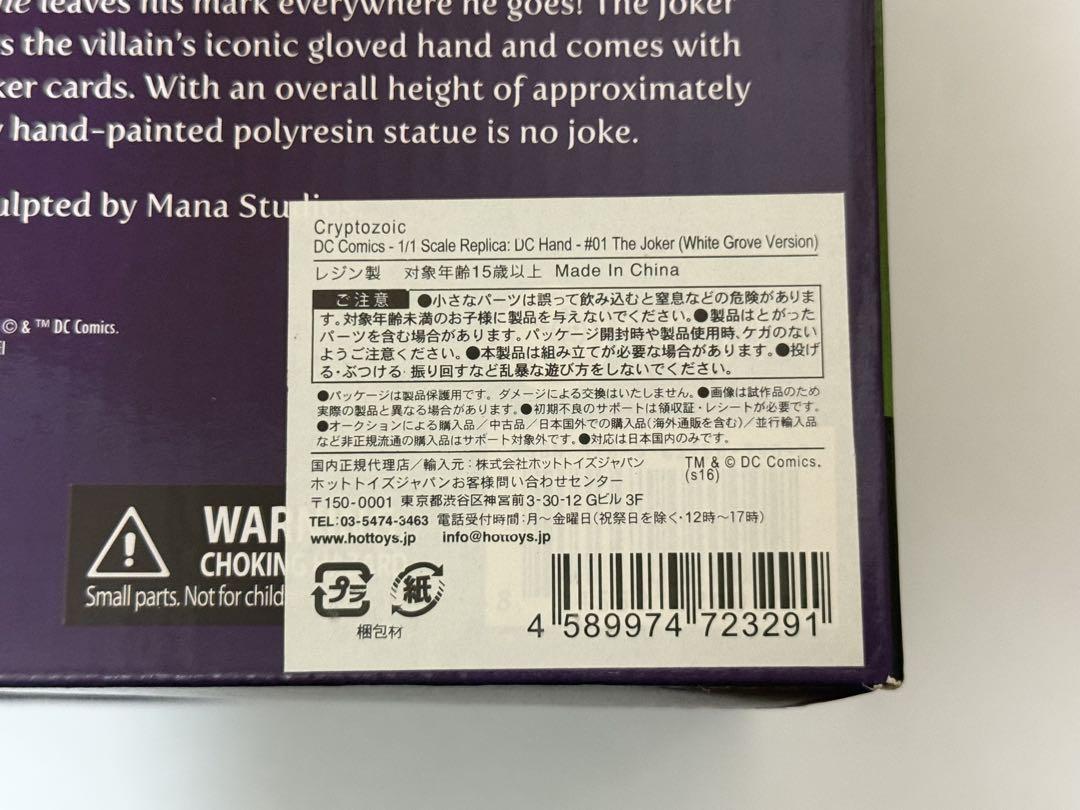 he leaves his mark everywhere he goes! The Joker
s the villain's iconic gloved hand and comes with
ker cards. With an overall height of approximately
y hand-painted polyresin statue is no joke.
ulpted by Mana Studi
© & ™ DC Comics.
Cryptozoic
DC Comics - 1/1 Scale Replica: DC Hand - #01 The Joker (White Grove Version)
レジン製 対象年齢15歳以上 Made In China
ご注意 ●小さなパーツは誤って飲み込むと窒息などの危険がありま
す。対象年齢未満のお子様に製品を与えないでください。●製品はとがった
パーツを含む場合があります。パッケージ開封時や製品使用時、ケガのない
ようご注意ください。●本製品は組み立てが必要な場合があります。●投げ
る・ぶつける・振り回すなど乱暴な遊び方をしないでください。
●パッケージは製品保護用です。ダメージによる交換はいたしません。●画像は試作品のため
実際の製品と異なる場合があります。●初期不良のサポートは領収証・レシートが必要です。
●オークションによる購入品／中古品／日本国外での購入品(海外通販を含む)／並行輸入品
など非正規流通の購入品はサポート対象外です。●対応は日本国内のみです。
国内正規代理店／輸入元：株式会社ホットトイズジャパン
ホットトイズジャパンお客様問い合わせセンター
〒150-0001 東京都渋谷区神宮前3-30-12 Gビル 3F
TEL:03-5474-3463 電話受付時間：月～金曜日(祝祭日を除く・12時～17時)
www.hottoys.jp info@hottoys.jp
TM & © DC Comics.
(s16)
プラ 紙
梱包材
4 589974 723291
WAR
CHOKIN
Small parts. Not for child